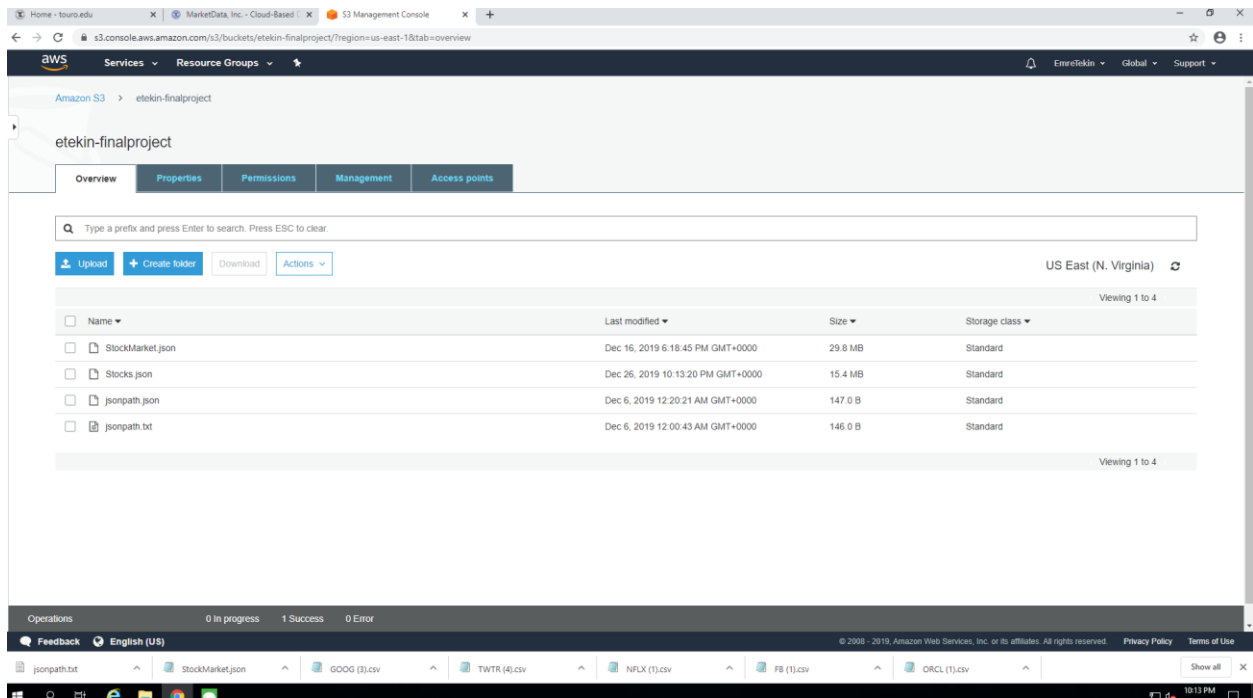 Home - touro.edu
MarketData, Inc. - Cloud-Based
S3 Management Console
s3.console.aws.amazon.com/s3/buckets/etekin-finalproject/?region=us-east-1&tab=overview
aws Services Resource Groups EmreTekin Global Support
Amazon S3 > etekin-finalproject
etekin-finalproject
Overview Properties Permissions Management Access points
Type a prefix and press Enter to search. Press ESC to clear.
Upload + Create folder Download Actions US East (N. Virginia)
Viewing 1 to 4
Name Last modified Size Storage class
StockMarket.json Dec 16, 2019 6:18:45 PM GMT+0000 29.8 MB Standard
Stocks.json Dec 26, 2019 10:13:20 PM GMT+0000 15.4 MB Standard
jsonpath.json Dec 6, 2019 12:20:21 AM GMT+0000 147.0 B Standard
jsonpath.txt Dec 6, 2019 12:00:43 AM GMT+0000 146.0 B Standard
Viewing 1 to 4
Operations 0 In progress 1 Success 0 Error
Feedback English (US) © 2008 - 2019, Amazon Web Services, Inc. or its affiliates. All rights reserved. Privacy Policy Terms of Use
jsonpath.txt StockMarket.json GOOG (3).csv TWTR (4).csv NFLX (1).csv FB (1).csv ORCL (1).csv Show all
10:13 PM